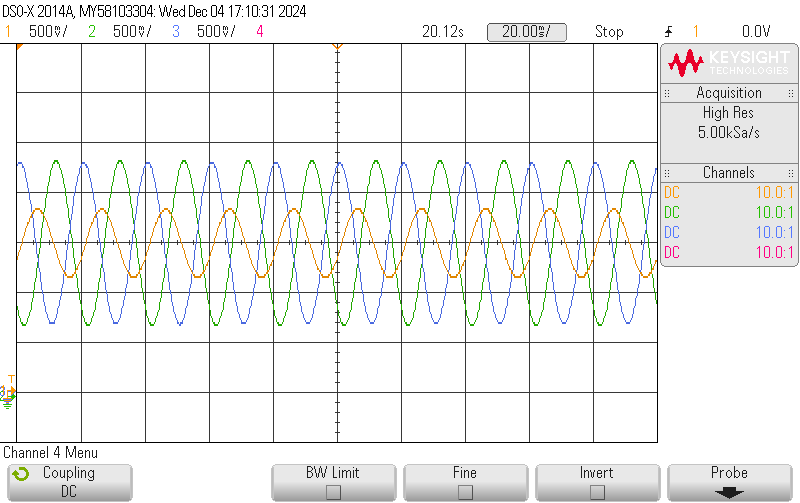 DSO-X 2014A, MY58103304: Wed Dec 04 17:10:31 2024
1 500mV/ 2 500mV/ 3 500mV/ 4 20.12s 20.00ms/ Stop 1 0.0V
KEYSIGHT
TECHNOLOGIES
Acquisition
High Res
5.00kSa/s
Channels
DC 10.0:1
DC 10.0:1
DC 10.0:1
DC 10.0:1
T
Channel 4 Menu
Coupling
DC
BW Limit
Fine
Invert
Probe